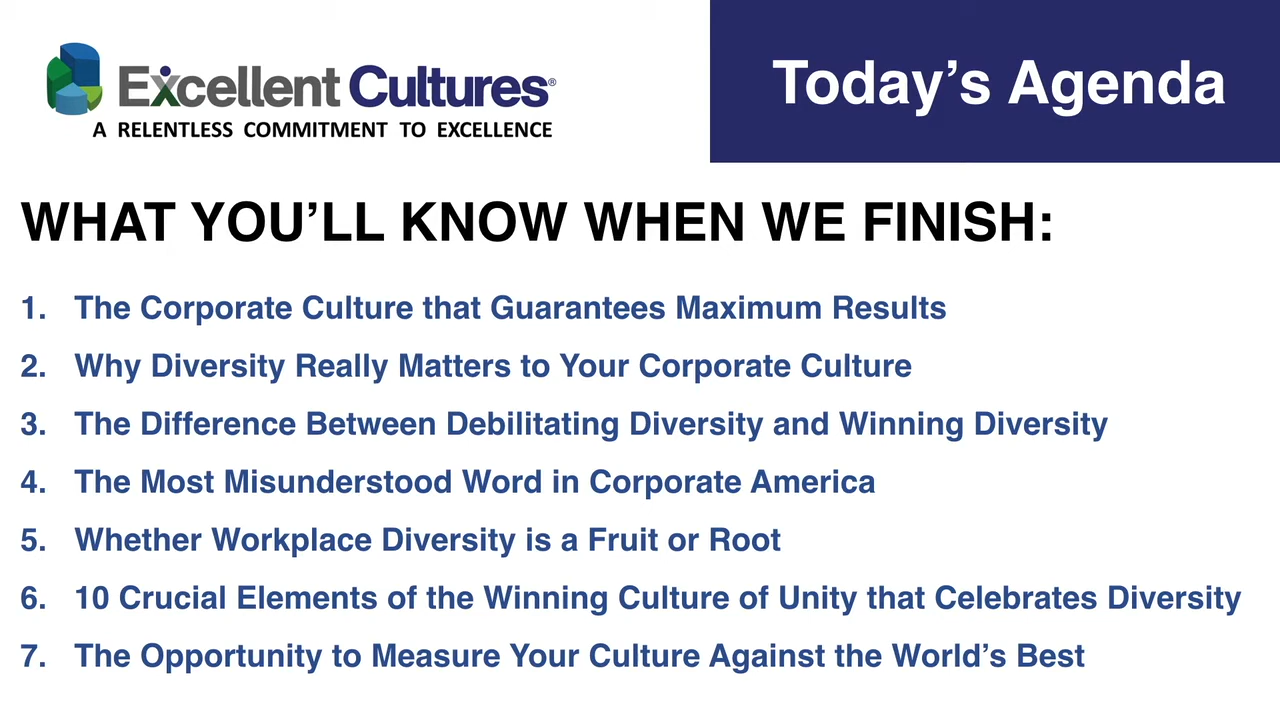 Excellent Cultures®
A RELENTLESS COMMITMENT TO EXCELLENCE
Today's Agenda
WHAT YOU'LL KNOW WHEN WE FINISH:
1. The Corporate Culture that Guarantees Maximum Results
2. Why Diversity Really Matters to Your Corporate Culture
3. The Difference Between Debilitating Diversity and Winning Diversity
4. The Most Misunderstood Word in Corporate America
5. Whether Workplace Diversity is a Fruit or Root
6. 10 Crucial Elements of the Winning Culture of Unity that Celebrates Diversity
7. The Opportunity to Measure Your Culture Against the World's Best